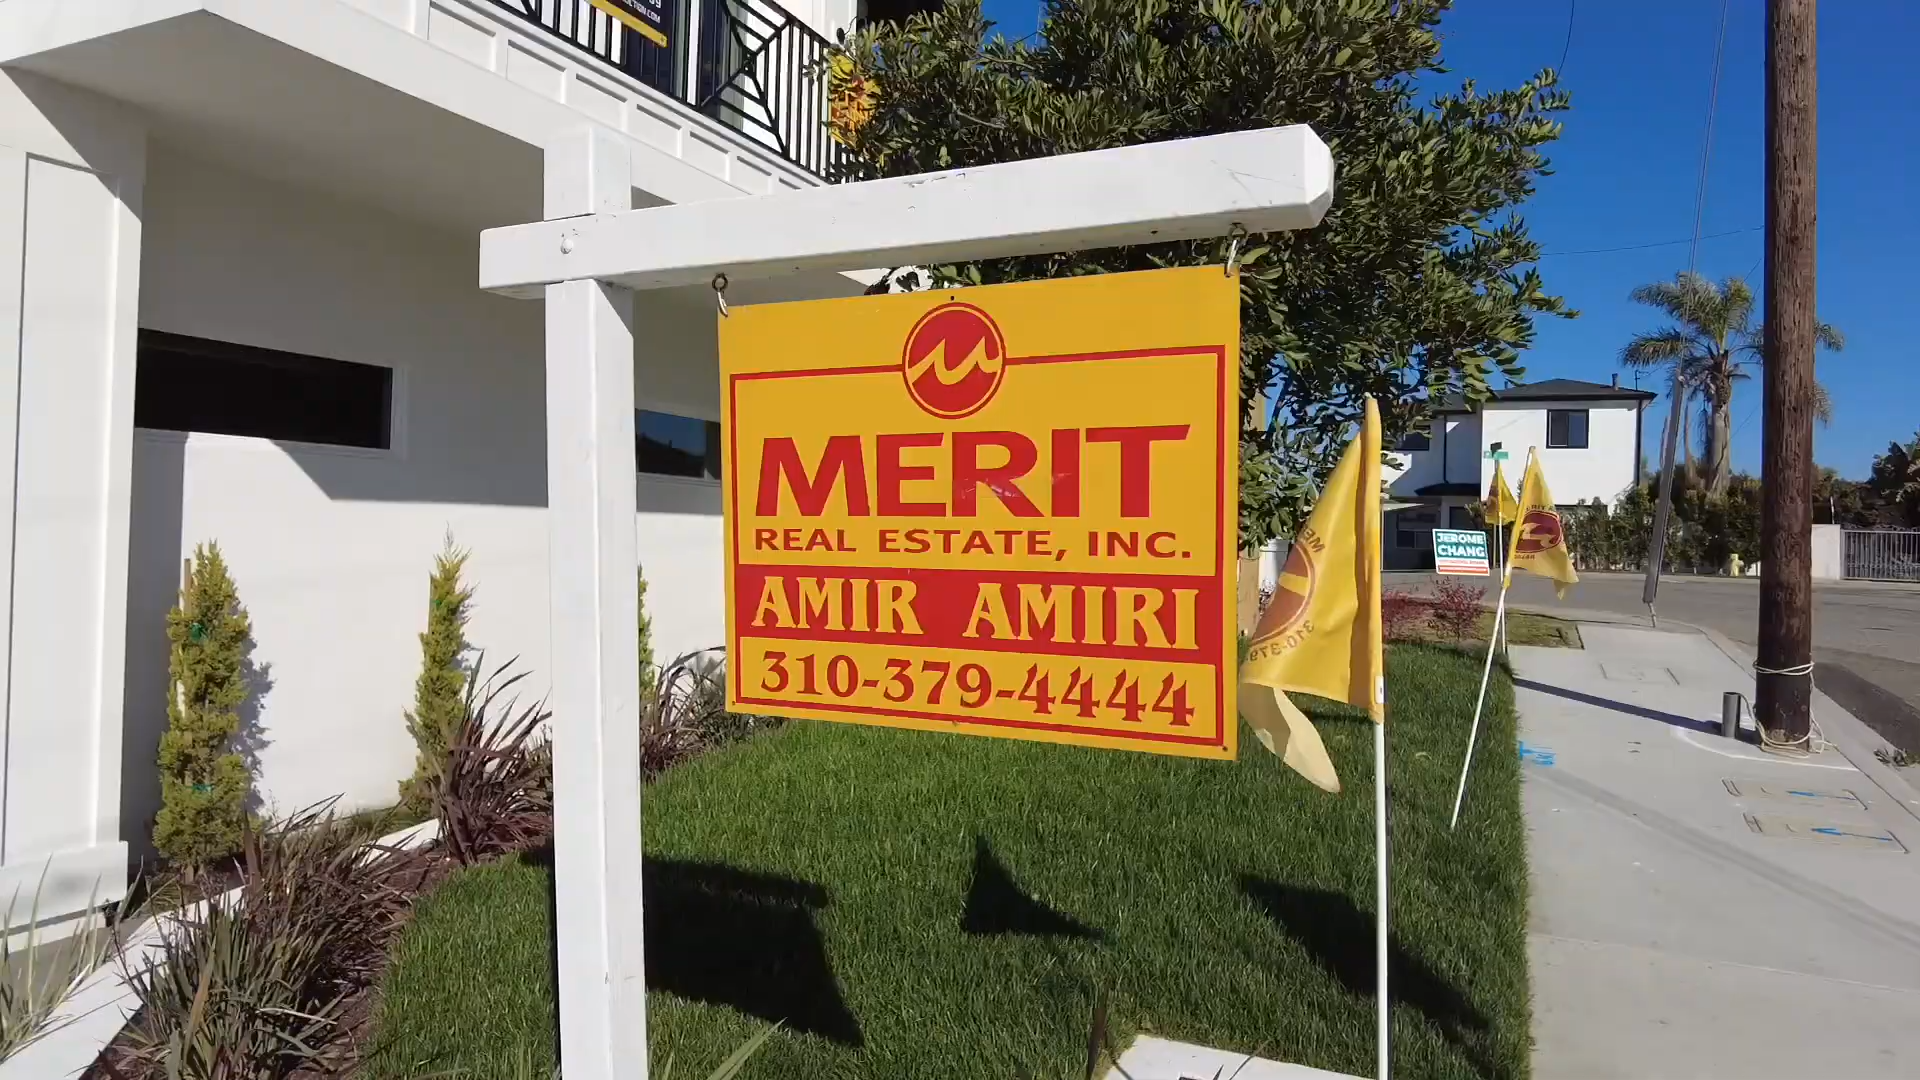 MERIT
REAL ESTATE, INC.
AMIR AMIRI
310-379-4444
JEROME
CHANG